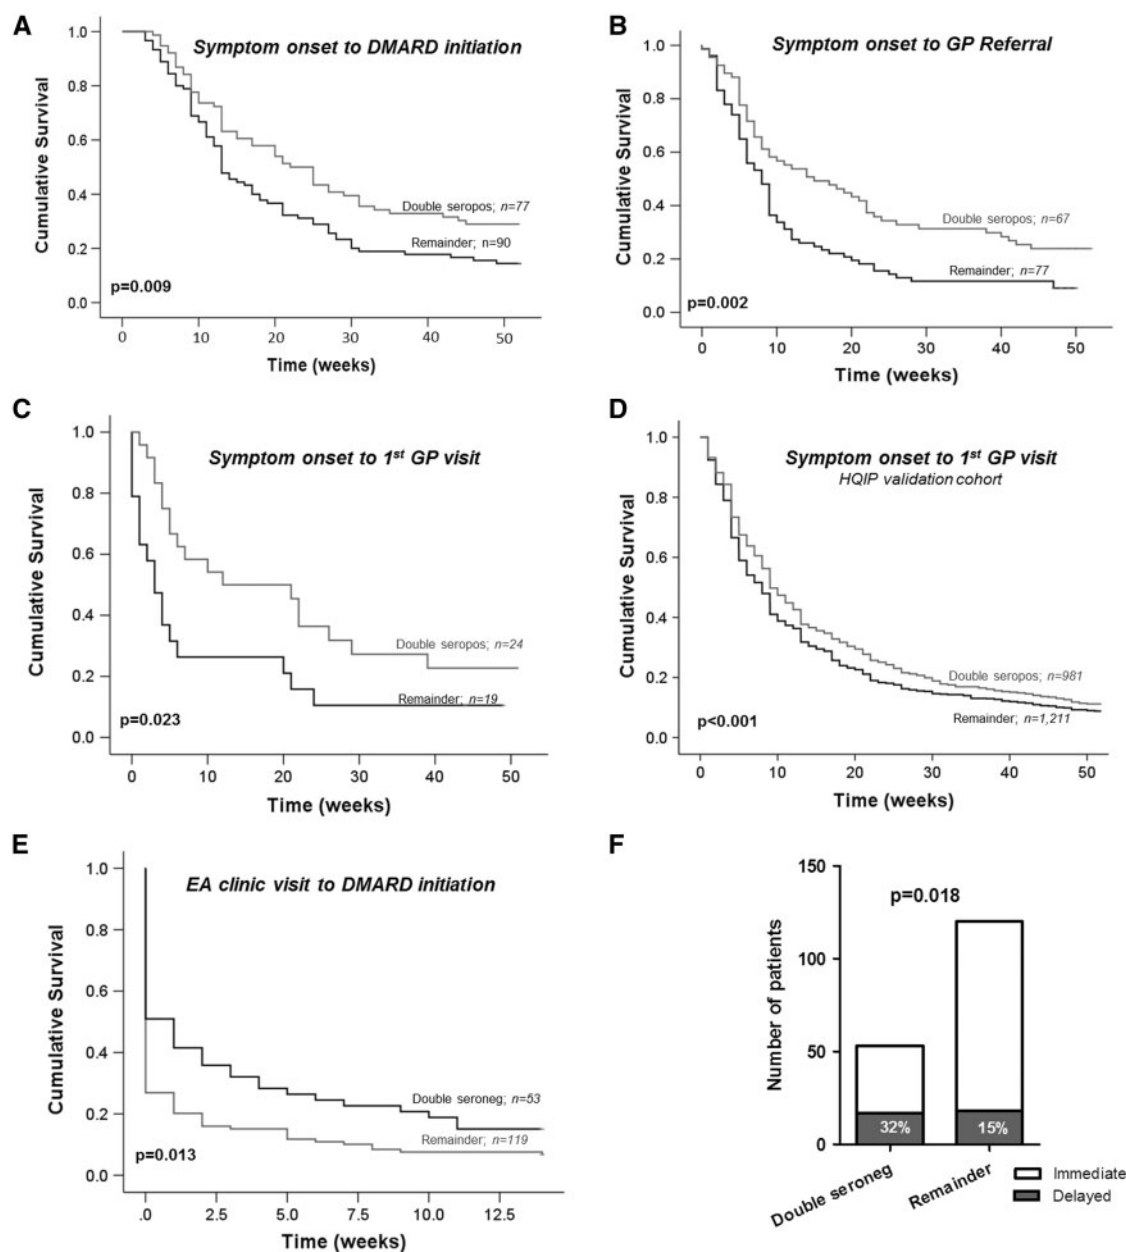 A
Symptom onset to DMARD initiation
Cumulative Survival
1.0
0.8
0.6
0.4
0.2
0.0
Double seropos; n=77
Remainder; n=90
p=0.009
0 10 20 30 40 50
Time (weeks)
B
Symptom onset to GP Referral
Cumulative Survival
1.0
0.8
0.6
0.4
0.2
0.0
Double seropos; n=67
Remainder; n=77
p=0.002
0 10 20 30 40 50
Time (weeks)
C
Symptom onset to 1st GP visit
Cumulative Survival
1.0
0.8
0.6
0.4
0.2
0.0
Double seropos; n=24
Remainder; n=19
p=0.023
0 10 20 30 40 50
Time (weeks)
D
Symptom onset to 1st GP visit
HQIP validation cohort
Cumulative Survival
1.0
0.8
0.6
0.4
0.2
0.0
Double seropos; n=981
Remainder; n=1,211
p<0.001
0 10 20 30 40 50
Time (weeks)
E
EA clinic visit to DMARD initiation
Cumulative Survival
1.0
0.8
0.6
0.4
0.2
0.0
Double seroneg; n=53
Remainder; n=119
p=0.013
.0 2.5 5.0 7.5 10.0 12.5
Time (weeks)
F
Number of patients
150
100
50
0
p=0.018
32%
15%
Double seroneg
Remainder
Immediate
Delayed